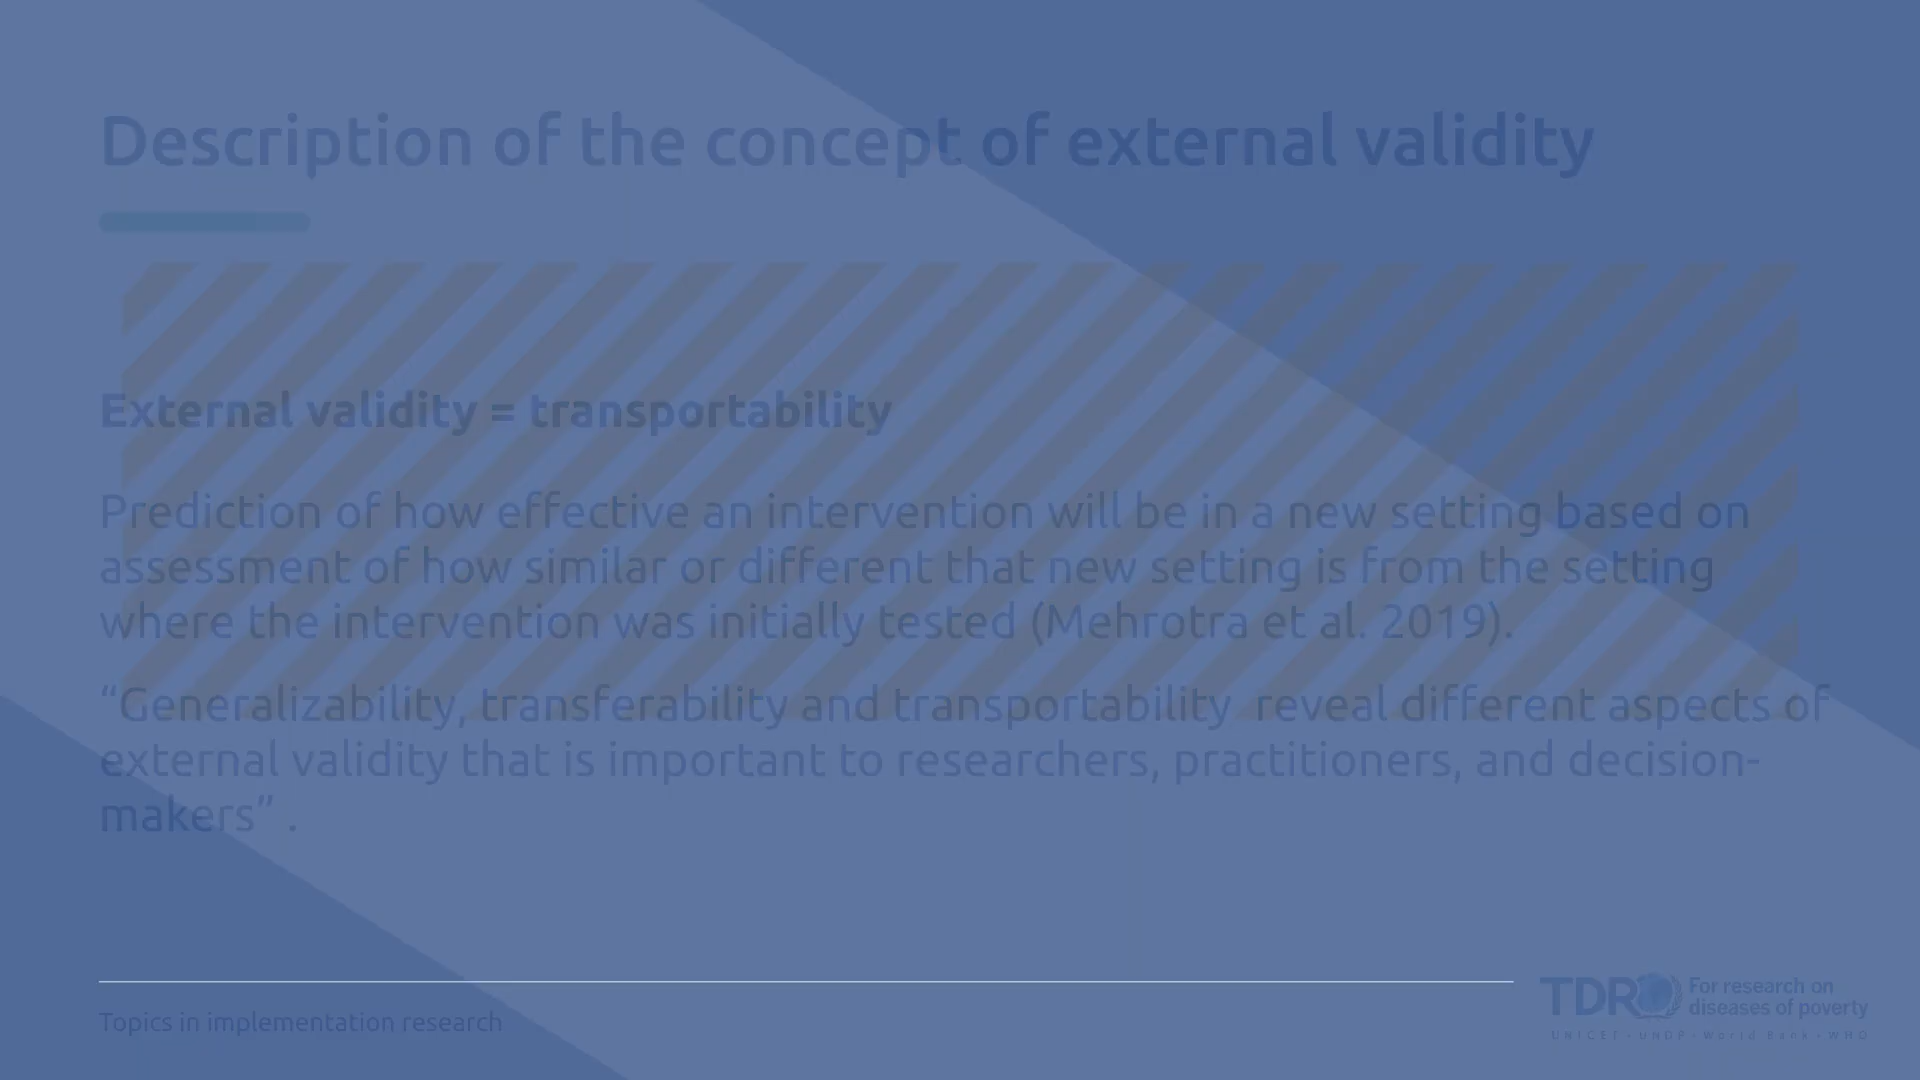 Description of the concept of external validity
External validity = transportability
Prediction of how effective an intervention will be in a new setting based on
assessment of how similar or different that new setting is from the setting
where the intervention was initially tested (Mehrotra et al. 2019).
“Generalizability, transferability and transportability  reveal different aspects of
external validity that is important to researchers, practitioners, and decision-
makers” .
Topics in implementation research
TDR For research on
diseases of poverty
UNICEF · UNDP · World Bank · WHO